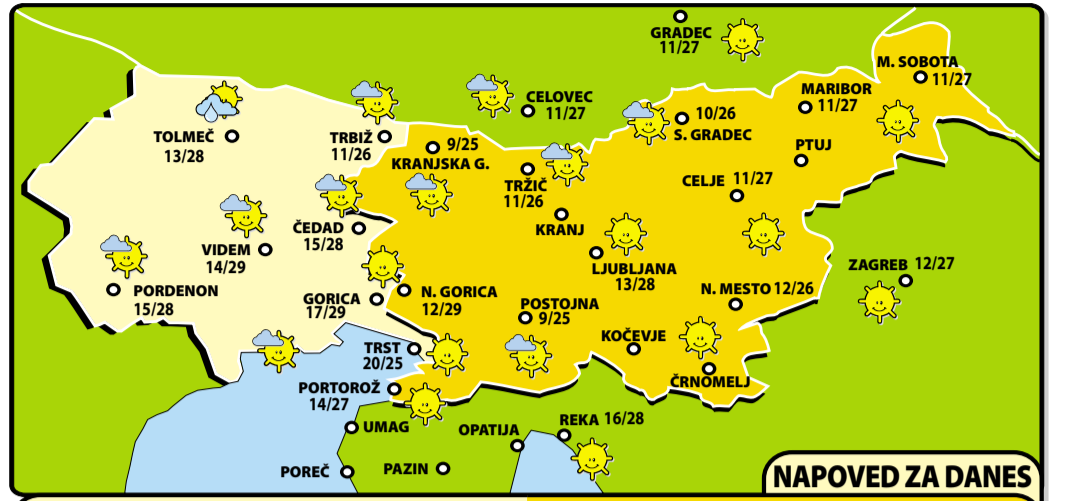 GRADEC
11/27
M. SOBOTA
11/27
MARIBOR
11/27
CELOVEC
11/27
10/26
S. GRADEC
TOLMEČ
13/28
TRBIŽ
11/26
9/25
KRANJSKA G.
PTUJ
TRŽIČ
11/26
CELJE 11/27
KRANJ
ČEDAD
15/28
VIDEM
14/29
LJUBLJANA
13/28
ZAGREB 12/27
PORDENON
15/28
GORICA
17/29
N. GORICA
12/29
N. MESTO 12/26
POSTOJNA
9/25
KOČEVJE
TRST
20/25
ČRNOMELJ
PORTOROŽ
14/27
UMAG
OPATIJA
REKA 16/28
POREČ
PAZIN
NAPOVED ZA DANES